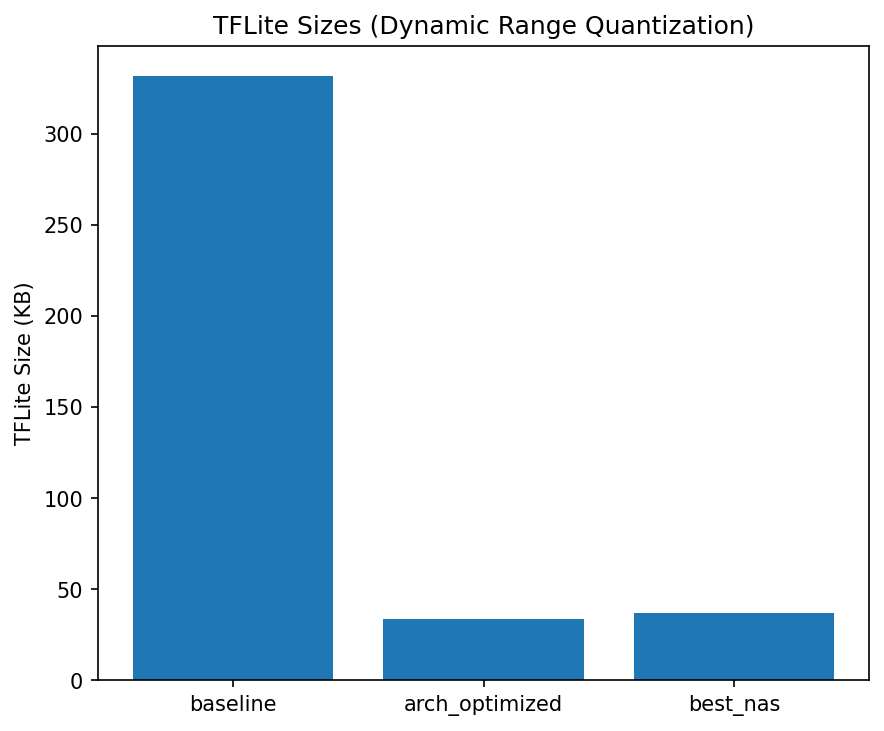 TFLite Sizes (Dynamic Range Quantization)
TFLite Size (KB)
300
250
200
150
100
50
0
baseline
arch_optimized
best_nas